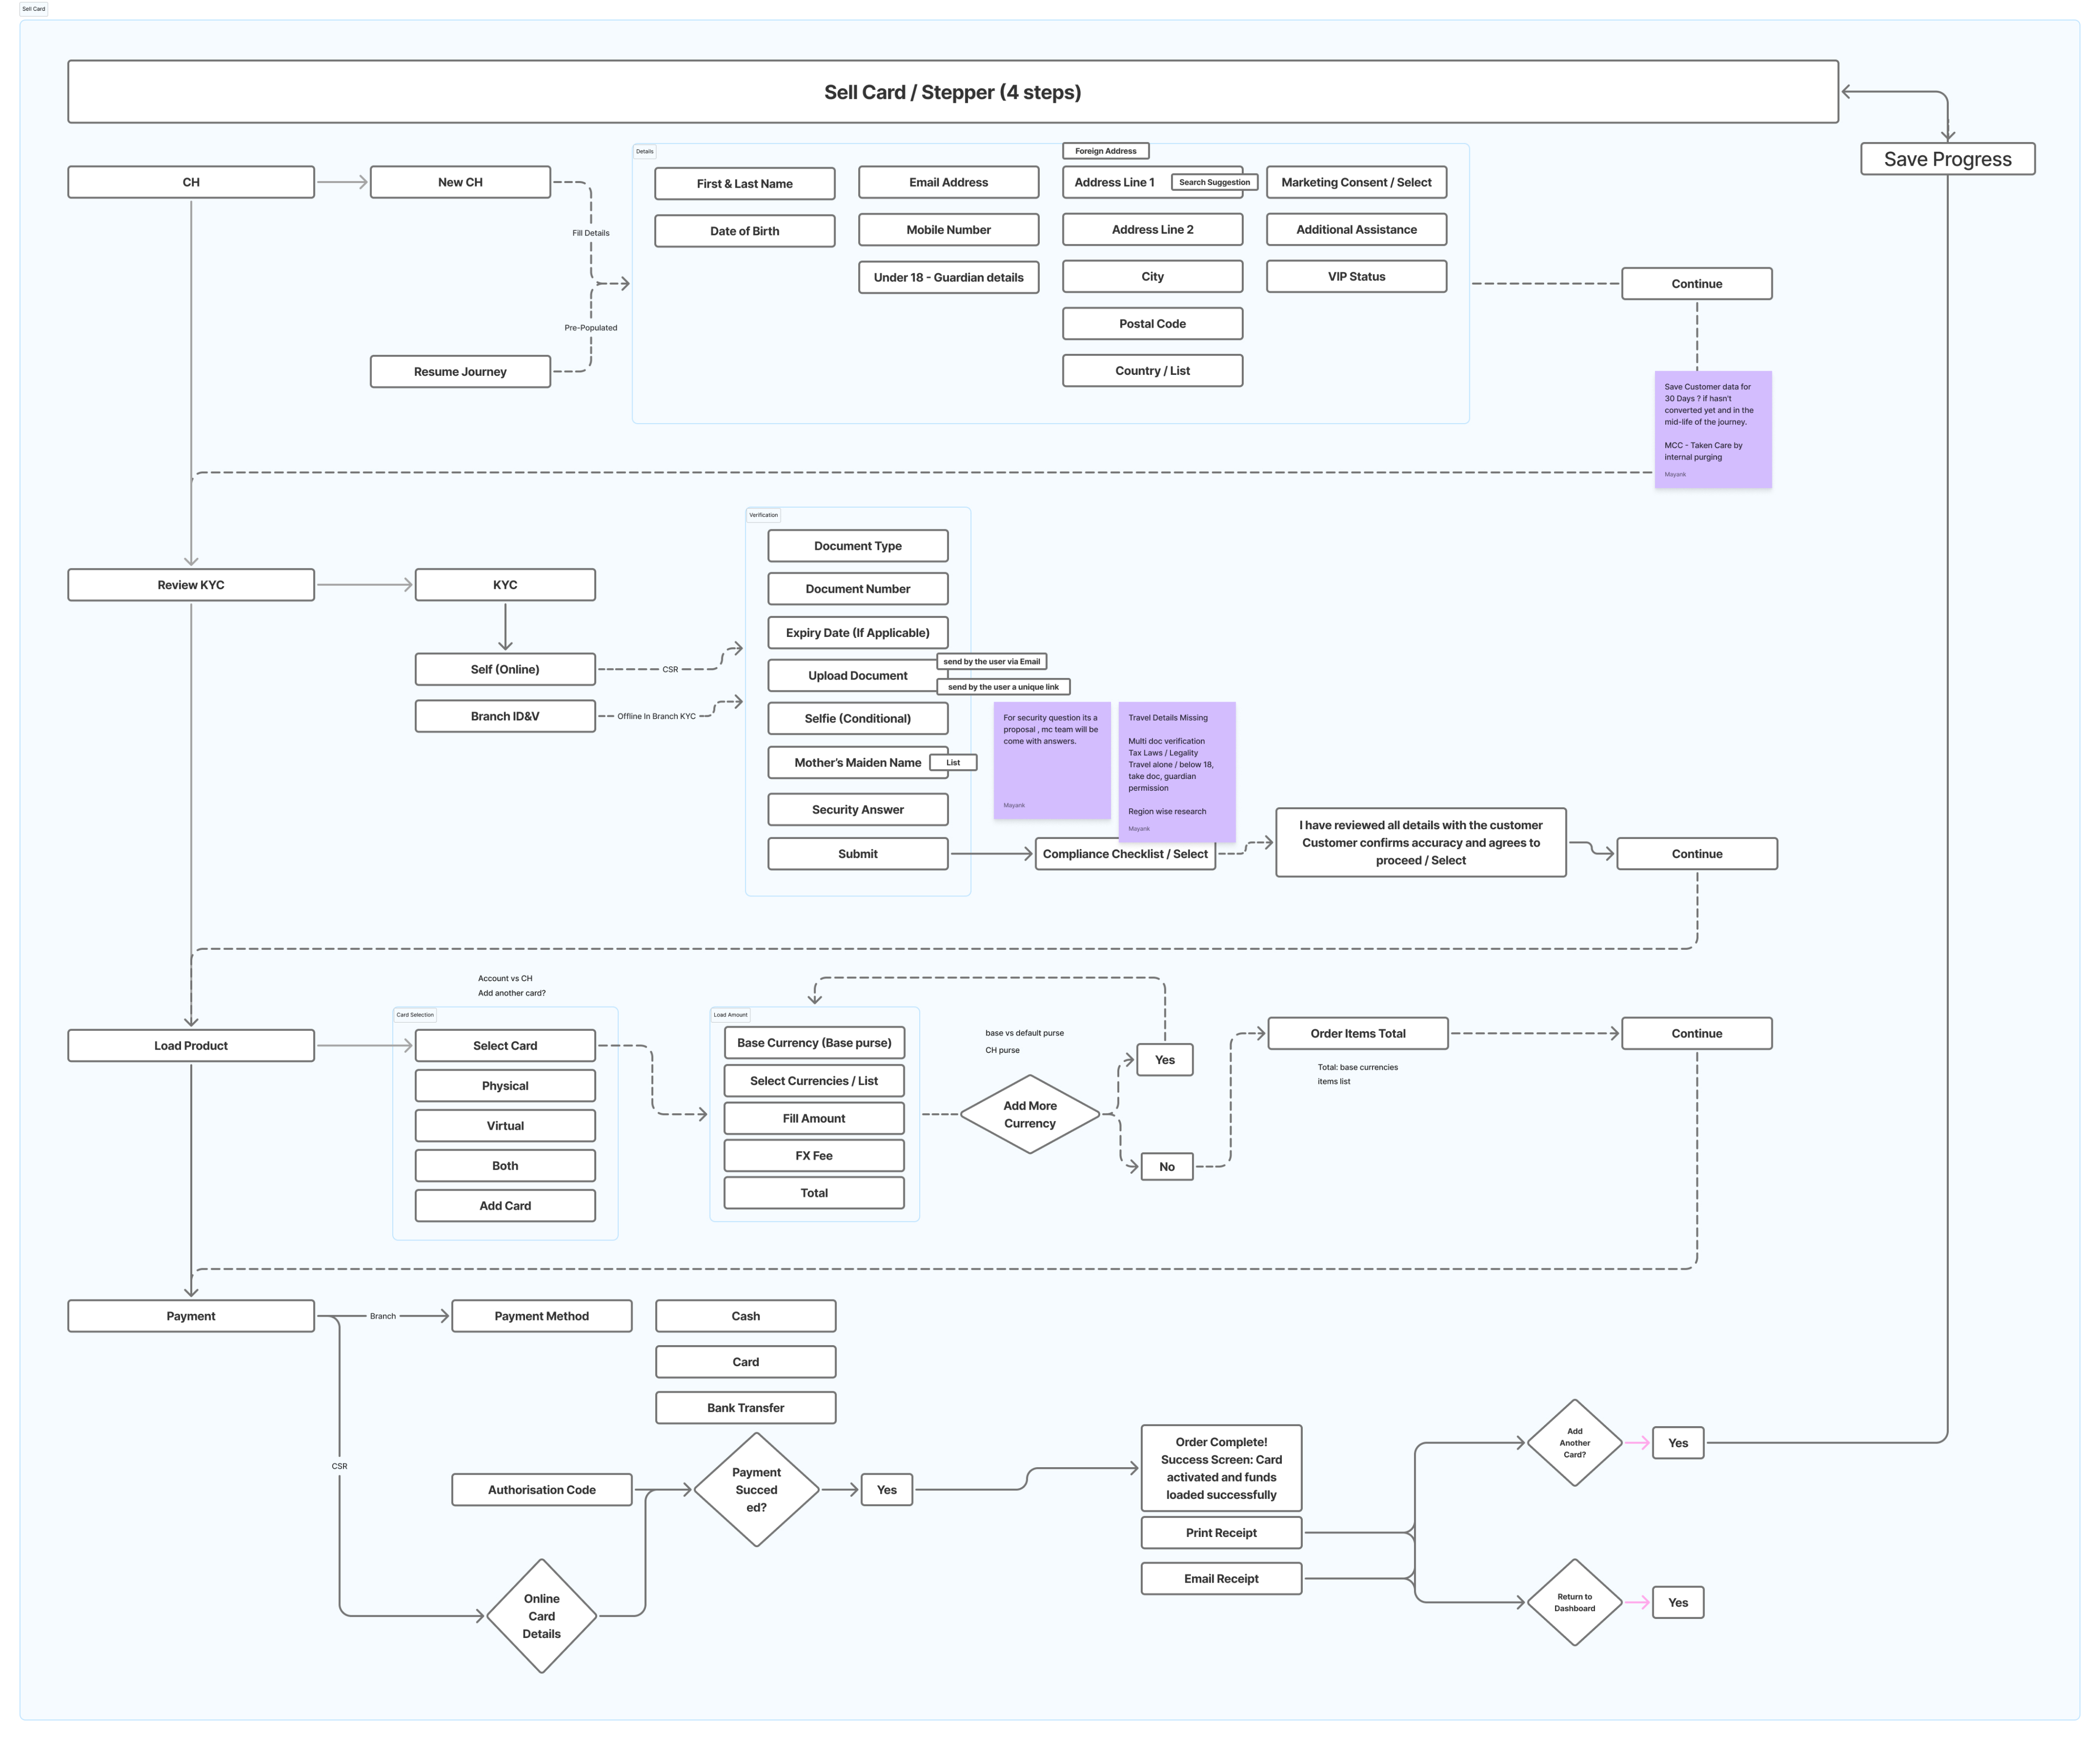 Sell Card
Sell Card / Stepper (4 steps)
Save Progress
CH
New CH
Fill Details
Pre-Populated
Resume Journey
Details
First & Last Name
Date of Birth
Email Address
Mobile Number
Under 18 - Guardian details
Foreign Address
Address Line 1
Search Suggestion
Address Line 2
City
Postal Code
Country / List
Marketing Consent / Select
Additional Assistance
VIP Status
Continue
Save Customer data for
30 Days ? if hasn't
converted yet and in the
mid-life of the journey.
MCC - Taken Care by
internal purging
Mayank
Review KYC
KYC
Self (Online)
CSR
Branch ID&V
Offline In Branch KYC
Verification
Document Type
Document Number
Expiry Date (If Applicable)
Upload Document
send by the user via Email
send by the user a unique link
Selfie (Conditional)
Mother’s Maiden Name
List
Security Answer
Submit
For security question its a
proposal , mc team will be
come with answers.
Mayank
Travel Details Missing
Multi doc verification
Tax Laws / Legality
Travel alone / below 18,
take doc, guardian
permission
Region wise research
Mayank
Compliance Checklist / Select
I have reviewed all details with the customer
Customer confirms accuracy and agrees to
proceed / Select
Continue
Load Product
Account vs CH
Add another card?
Card Selection
Select Card
Physical
Virtual
Both
Add Card
Load Amount
Base Currency (Base purse)
Select Currencies / List
Fill Amount
FX Fee
Total
base vs default purse
CH purse
Add More
Currency
Yes
No
Order Items Total
Total: base currencies
items list
Continue
Payment
Branch
Payment Method
Cash
Card
Bank Transfer
CSR
Authorisation Code
Online
Card
Details
Payment
Succed
ed?
Yes
Order Complete!
Success Screen: Card
activated and funds
loaded successfully
Print Receipt
Email Receipt
Add
Another
Card?
Yes
Return to
Dashboard
Yes